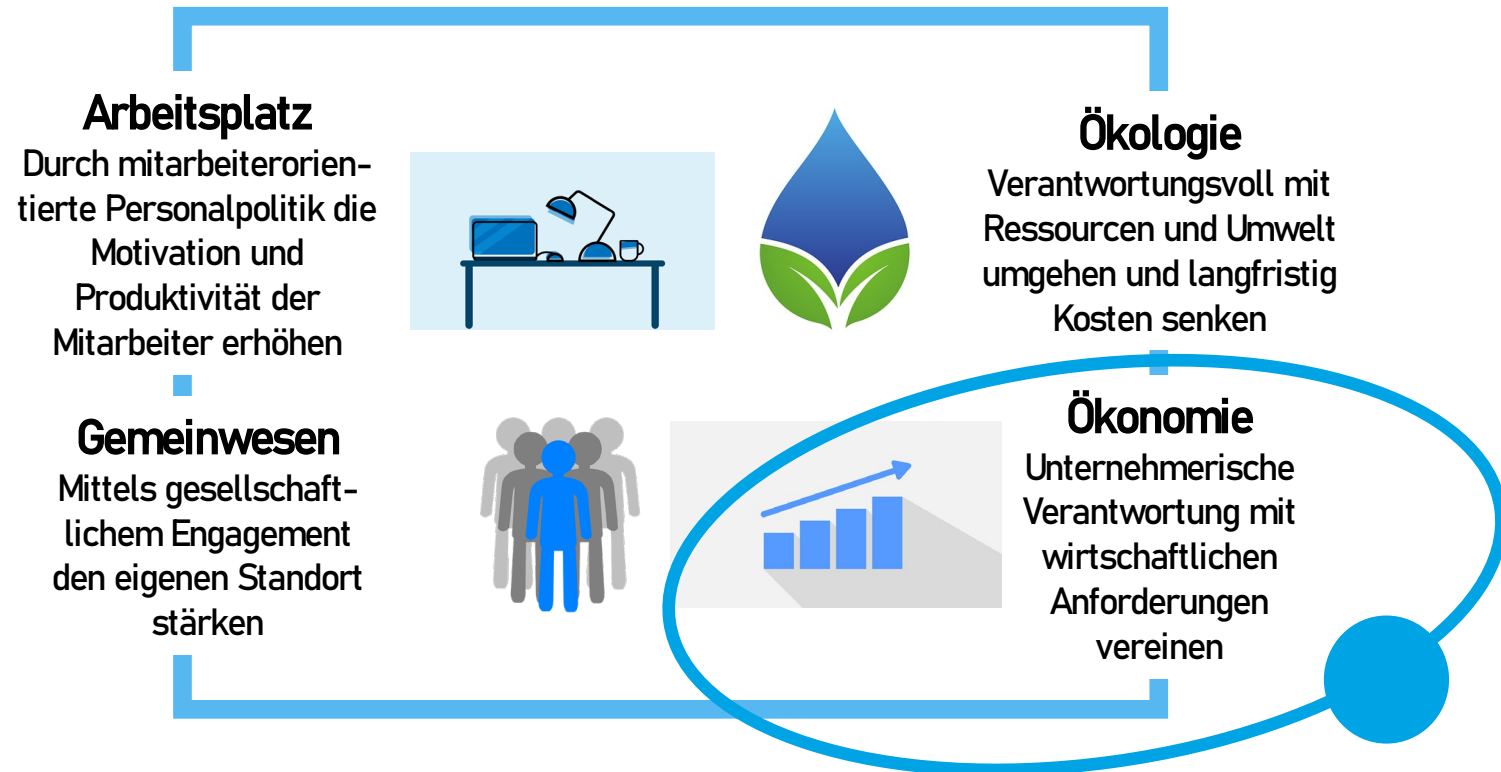 Arbeitsplatz
Durch mitarbeiterorien-
tierte Personalpolitik die
Motivation und
Produktivität der
Mitarbeiter erhöhen
Ökologie
Verantwortungsvoll mit
Ressourcen und Umwelt
umgehen und langfristig
Kosten senken
Gemeinwesen
Mittels gesellschaft-
lichem Engagement
den eigenen Standort
stärken
Ökonomie
Unternehmerische
Verantwortung mit
wirtschaftlichen
Anforderungen
vereinen